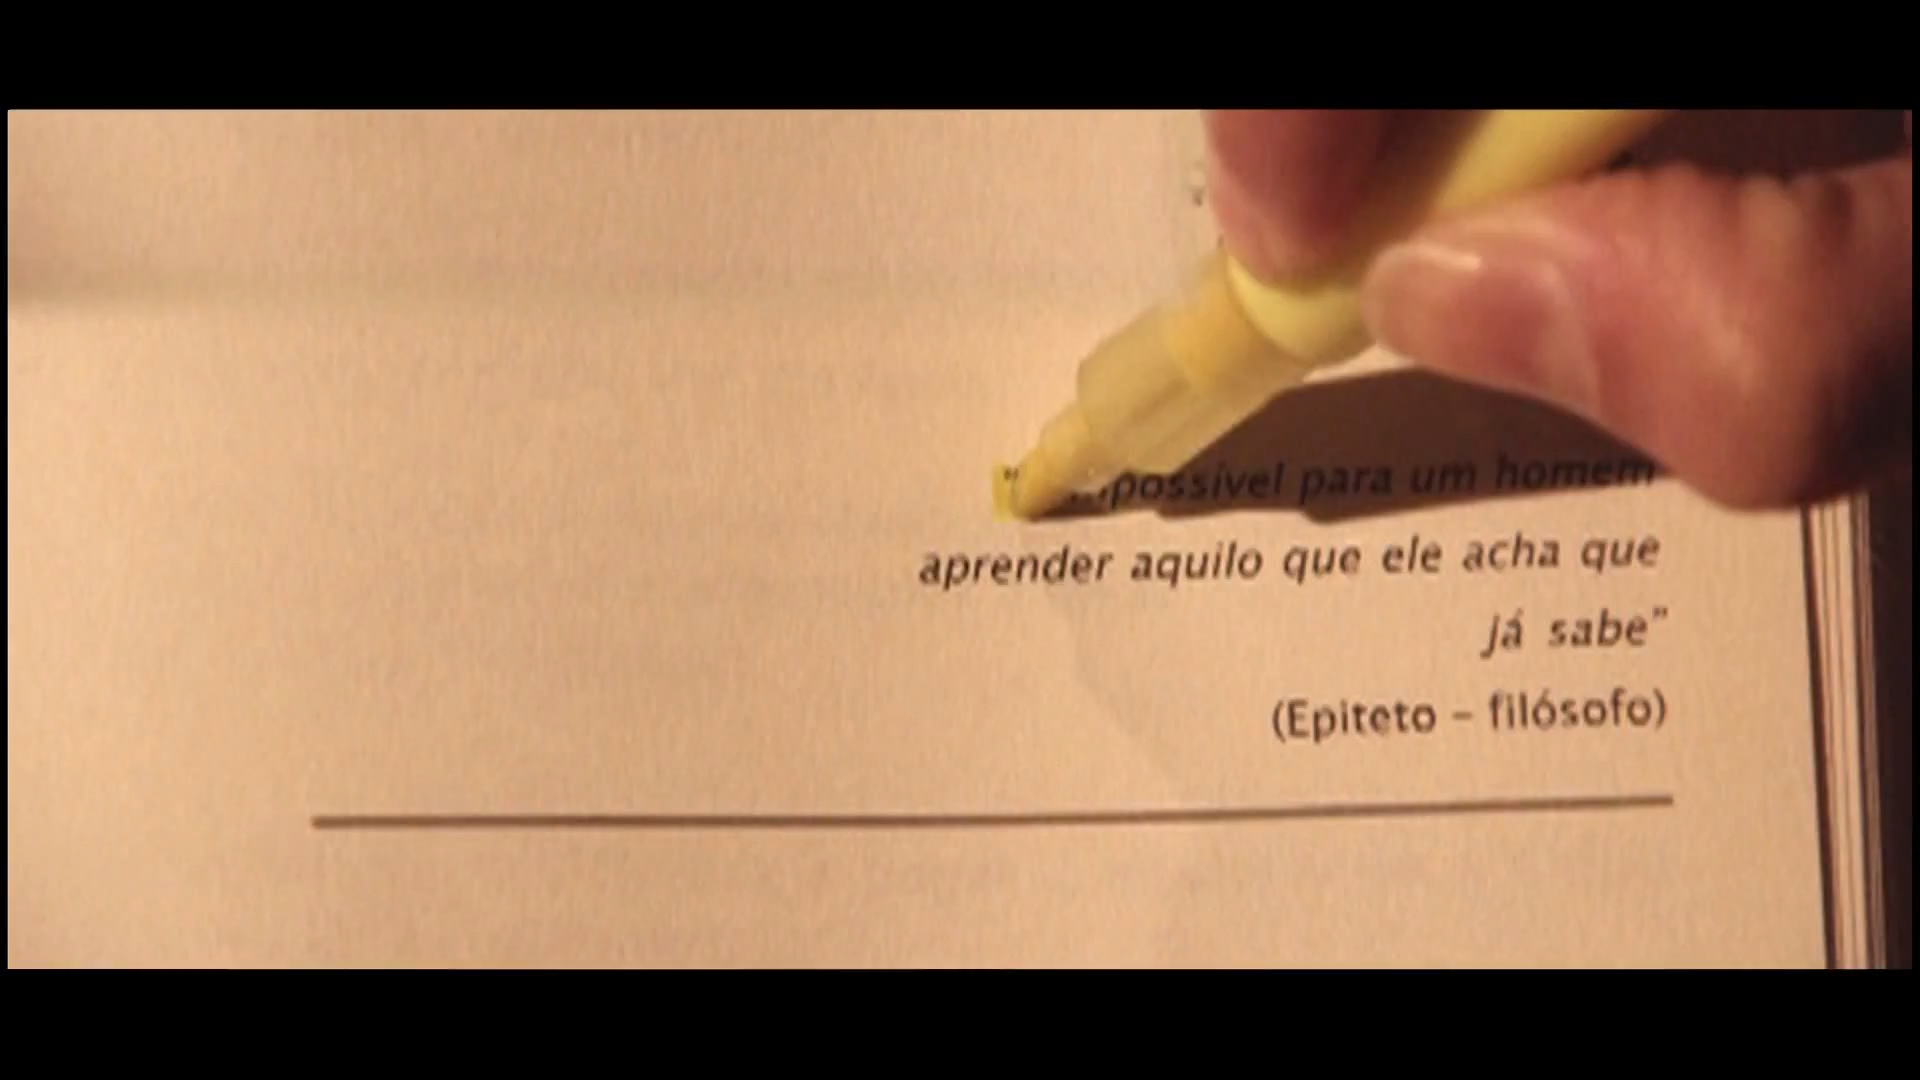 "
possível para um homem
aprender aquilo que ele acha que
já sabe"
(Epiteto – filósofo)